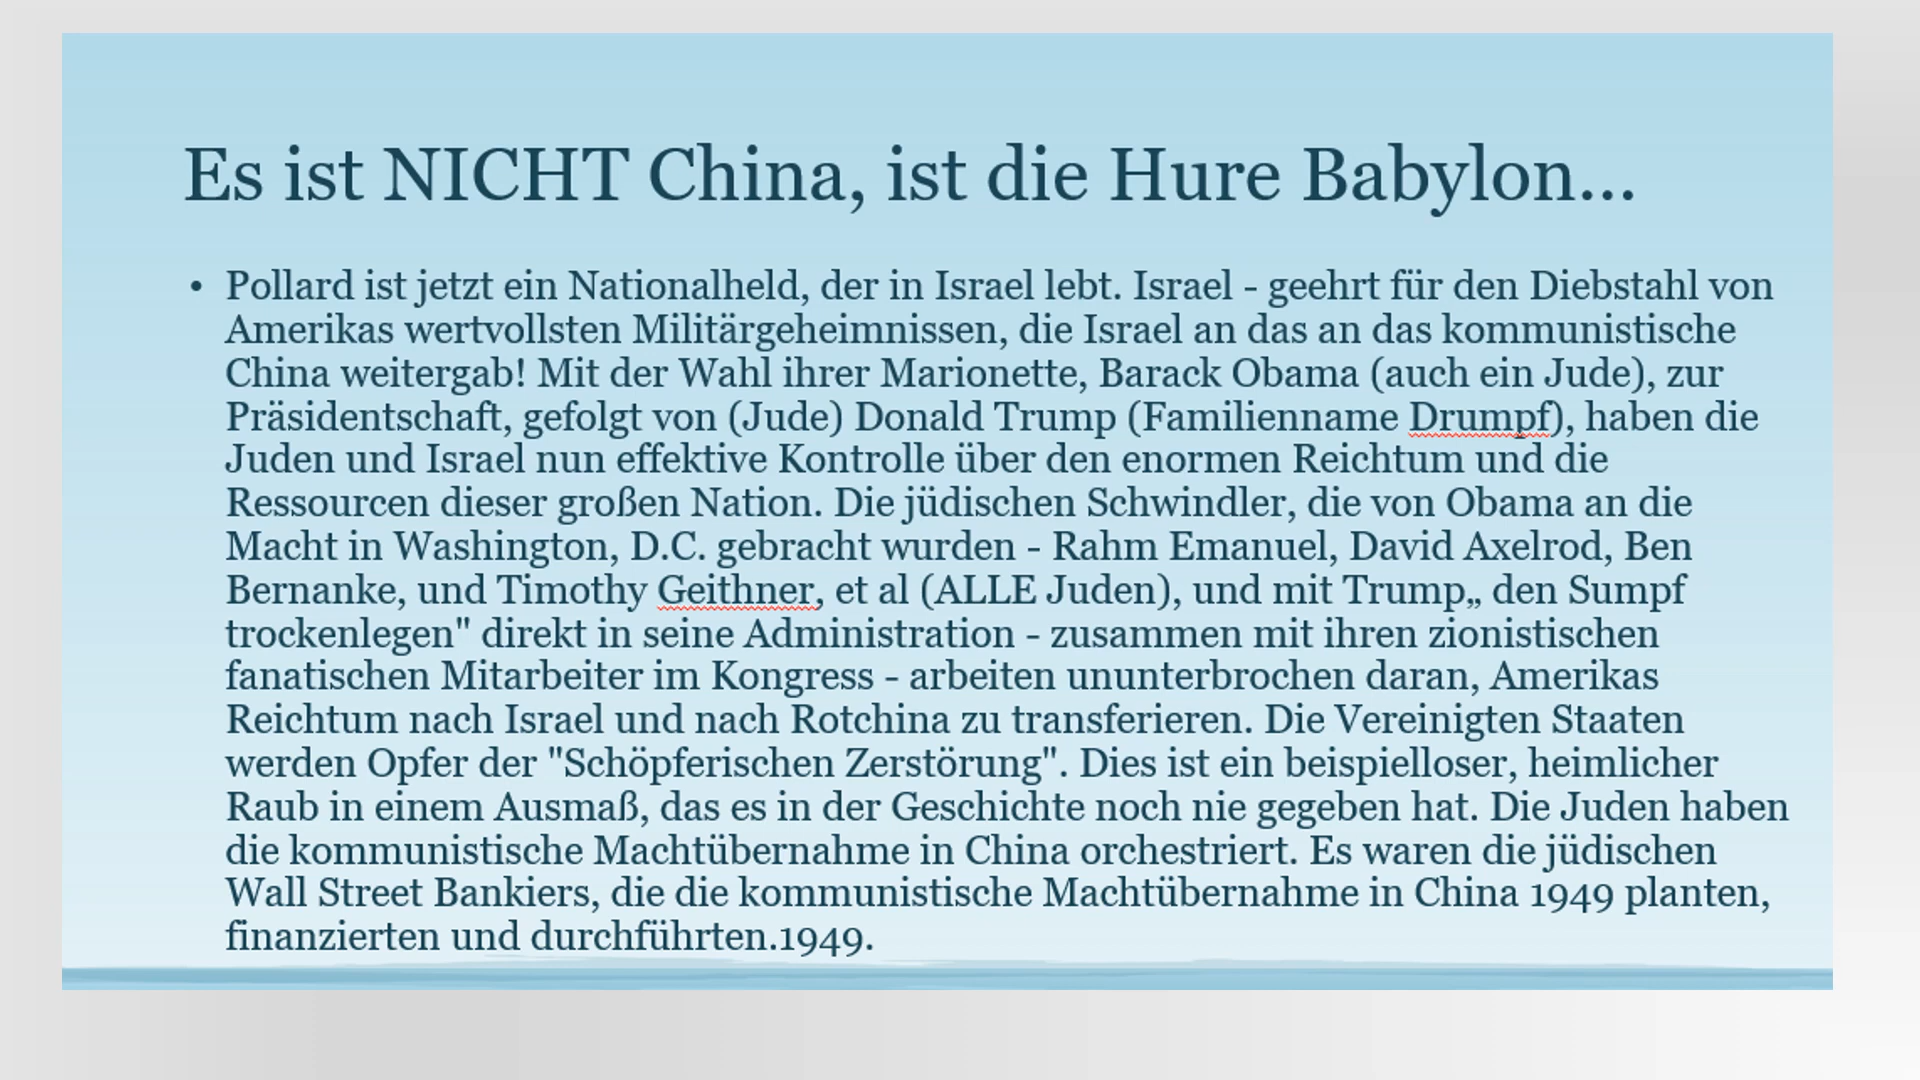 Es ist NICHT China, ist die Hure Babylon...
• Pollard ist jetzt ein Nationalheld, der in Israel lebt. Israel - geehrt für den Diebstahl von
Amerikas wertvollsten Militärgeheimnissen, die Israel an das an das kommunistische
China weitergab! Mit der Wahl ihrer Marionette, Barack Obama (auch ein Jude), zur
Präsidentschaft, gefolgt von (Jude) Donald Trump (Familienname Drumpf), haben die
Juden und Israel nun effektive Kontrolle über den enormen Reichtum und die
Ressourcen dieser großen Nation. Die jüdischen Schwindler, die von Obama an die
Macht in Washington, D.C. gebracht wurden - Rahm Emanuel, David Axelrod, Ben
Bernanke, und Timothy Geithner, et al (ALLE Juden), und mit Trump„ den Sumpf
trockenlegen" direkt in seine Administration - zusammen mit ihren zionistischen
fanatischen Mitarbeiter im Kongress - arbeiten ununterbrochen daran, Amerikas
Reichtum nach Israel und nach Rotchina zu transferieren. Die Vereinigten Staaten
werden Opfer der "Schöpferischen Zerstörung". Dies ist ein beispielloser, heimlicher
Raub in einem Ausmaß, das es in der Geschichte noch nie gegeben hat. Die Juden haben
die kommunistische Machtübernahme in China orchestriert. Es waren die jüdischen
Wall Street Bankiers, die die kommunistische Machtübernahme in China 1949 planten,
finanzierten und durchführten.1949.